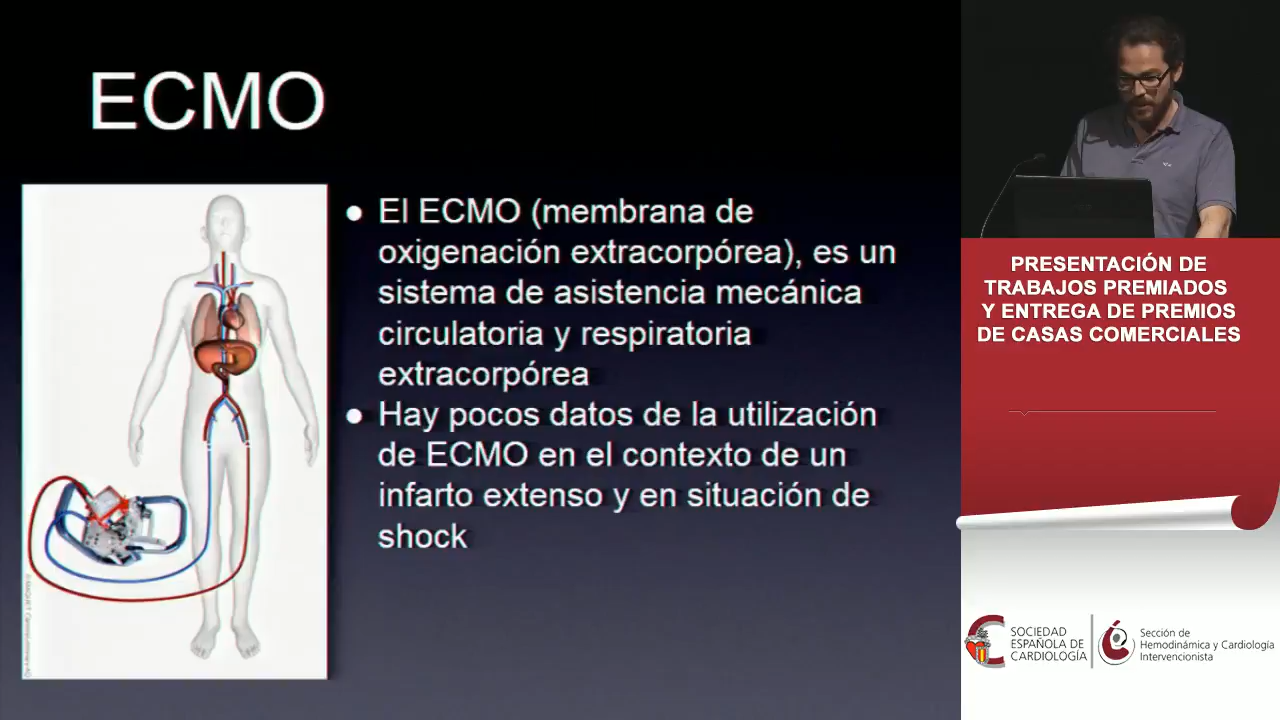 ECMO
● El ECMO (membrana de
oxigenación extracorpórea), es un
sistema de asistencia mecánica
circulatoria y respiratoria
extracorpórea
● Hay pocos datos de la utilización
de ECMO en el contexto de un
infarto extenso y en situación de
shock
PRESENTACIÓN DE
TRABAJOS PREMIADOS
Y ENTREGA DE PREMIOS
DE CASAS COMERCIALES
SOCIEDAD
ESPAÑOLA DE
CARDIOLOGÍA
Sección de
Hemodinámica y Cardiología
Intervencionista